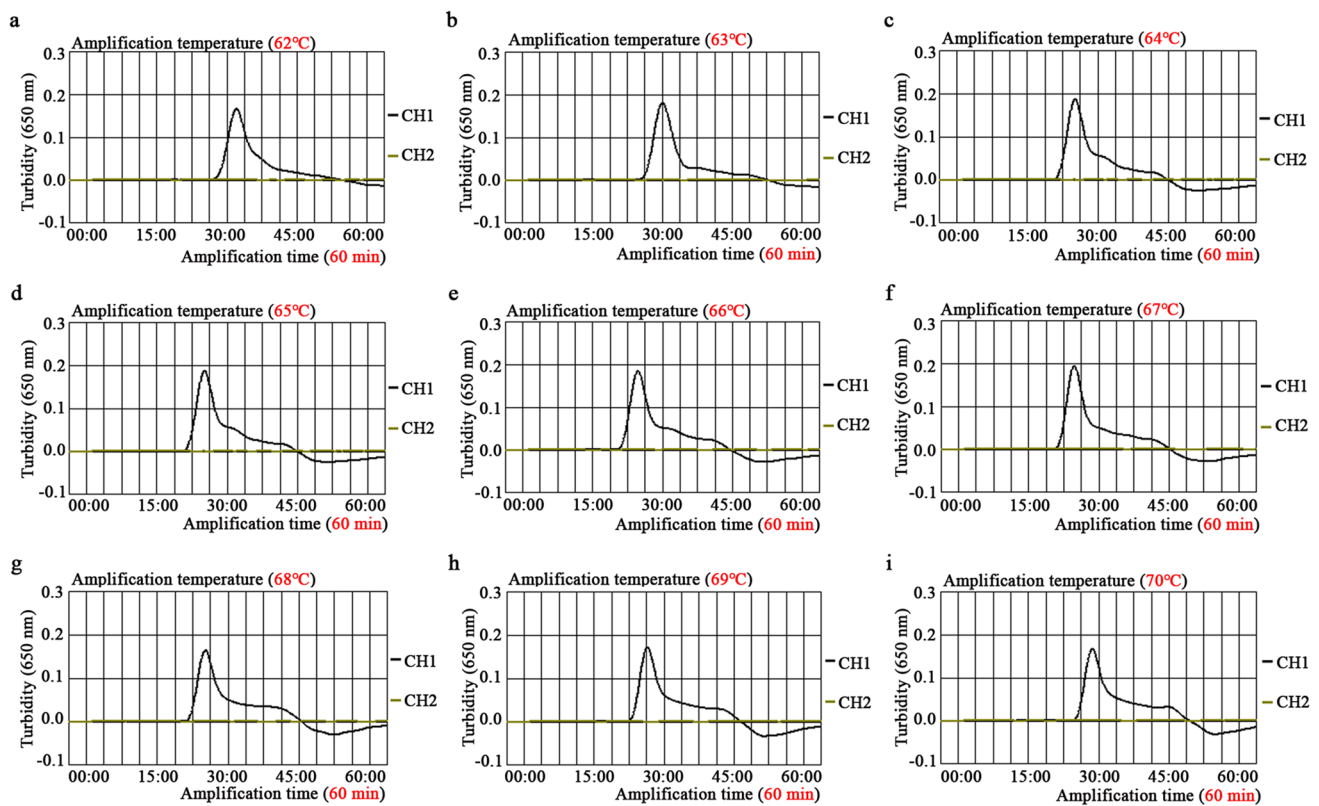 a
Amplification temperature (62℃)
0.3
0.2
0.1
0.0
-0.1
Turbidity (650 nm)
CH1
CH2
00:00 15:00 30:00 45:00 60:00
Amplification time (60 min)
b
Amplification temperature (63℃)
0.3
0.2
0.1
0.0
-0.1
Turbidity (650 nm)
CH1
CH2
00:00 15:00 30:00 45:00 60:00
Amplification time (60 min)
c
Amplification temperature (64℃)
0.3
0.2
0.1
0.0
-0.1
Turbidity (650 nm)
CH1
CH2
00:00 15:00 30:00 45:00 60:00
Amplification time (60 min)
d
Amplification temperature (65℃)
0.3
0.2
0.1
0.0
-0.1
Turbidity (650 nm)
CH1
CH2
00:00 15:00 30:00 45:00 60:00
Amplification time (60 min)
e
Amplification temperature (66℃)
0.3
0.2
0.1
0.0
-0.1
Turbidity (650 nm)
CH1
CH2
00:00 15:00 30:00 45:00 60:00
Amplification time (60 min)
f
Amplification temperature (67℃)
0.3
0.2
0.1
0.0
-0.1
Turbidity (650 nm)
CH1
CH2
00:00 15:00 30:00 45:00 60:00
Amplification time (60 min)
g
Amplification temperature (68℃)
0.3
0.2
0.1
0.0
-0.1
Turbidity (650 nm)
CH1
CH2
00:00 15:00 30:00 45:00 60:00
Amplification time (60 min)
h
Amplification temperature (69℃)
0.3
0.2
0.1
0.0
-0.1
Turbidity (650 nm)
CH1
CH2
00:00 15:00 30:00 45:00 60:00
Amplification time (60 min)
i
Amplification temperature (70℃)
0.3
0.2
0.1
0.0
-0.1
Turbidity (650 nm)
CH1
CH2
00:00 15:00 30:00 45:00 60:00
Amplification time (60 min)